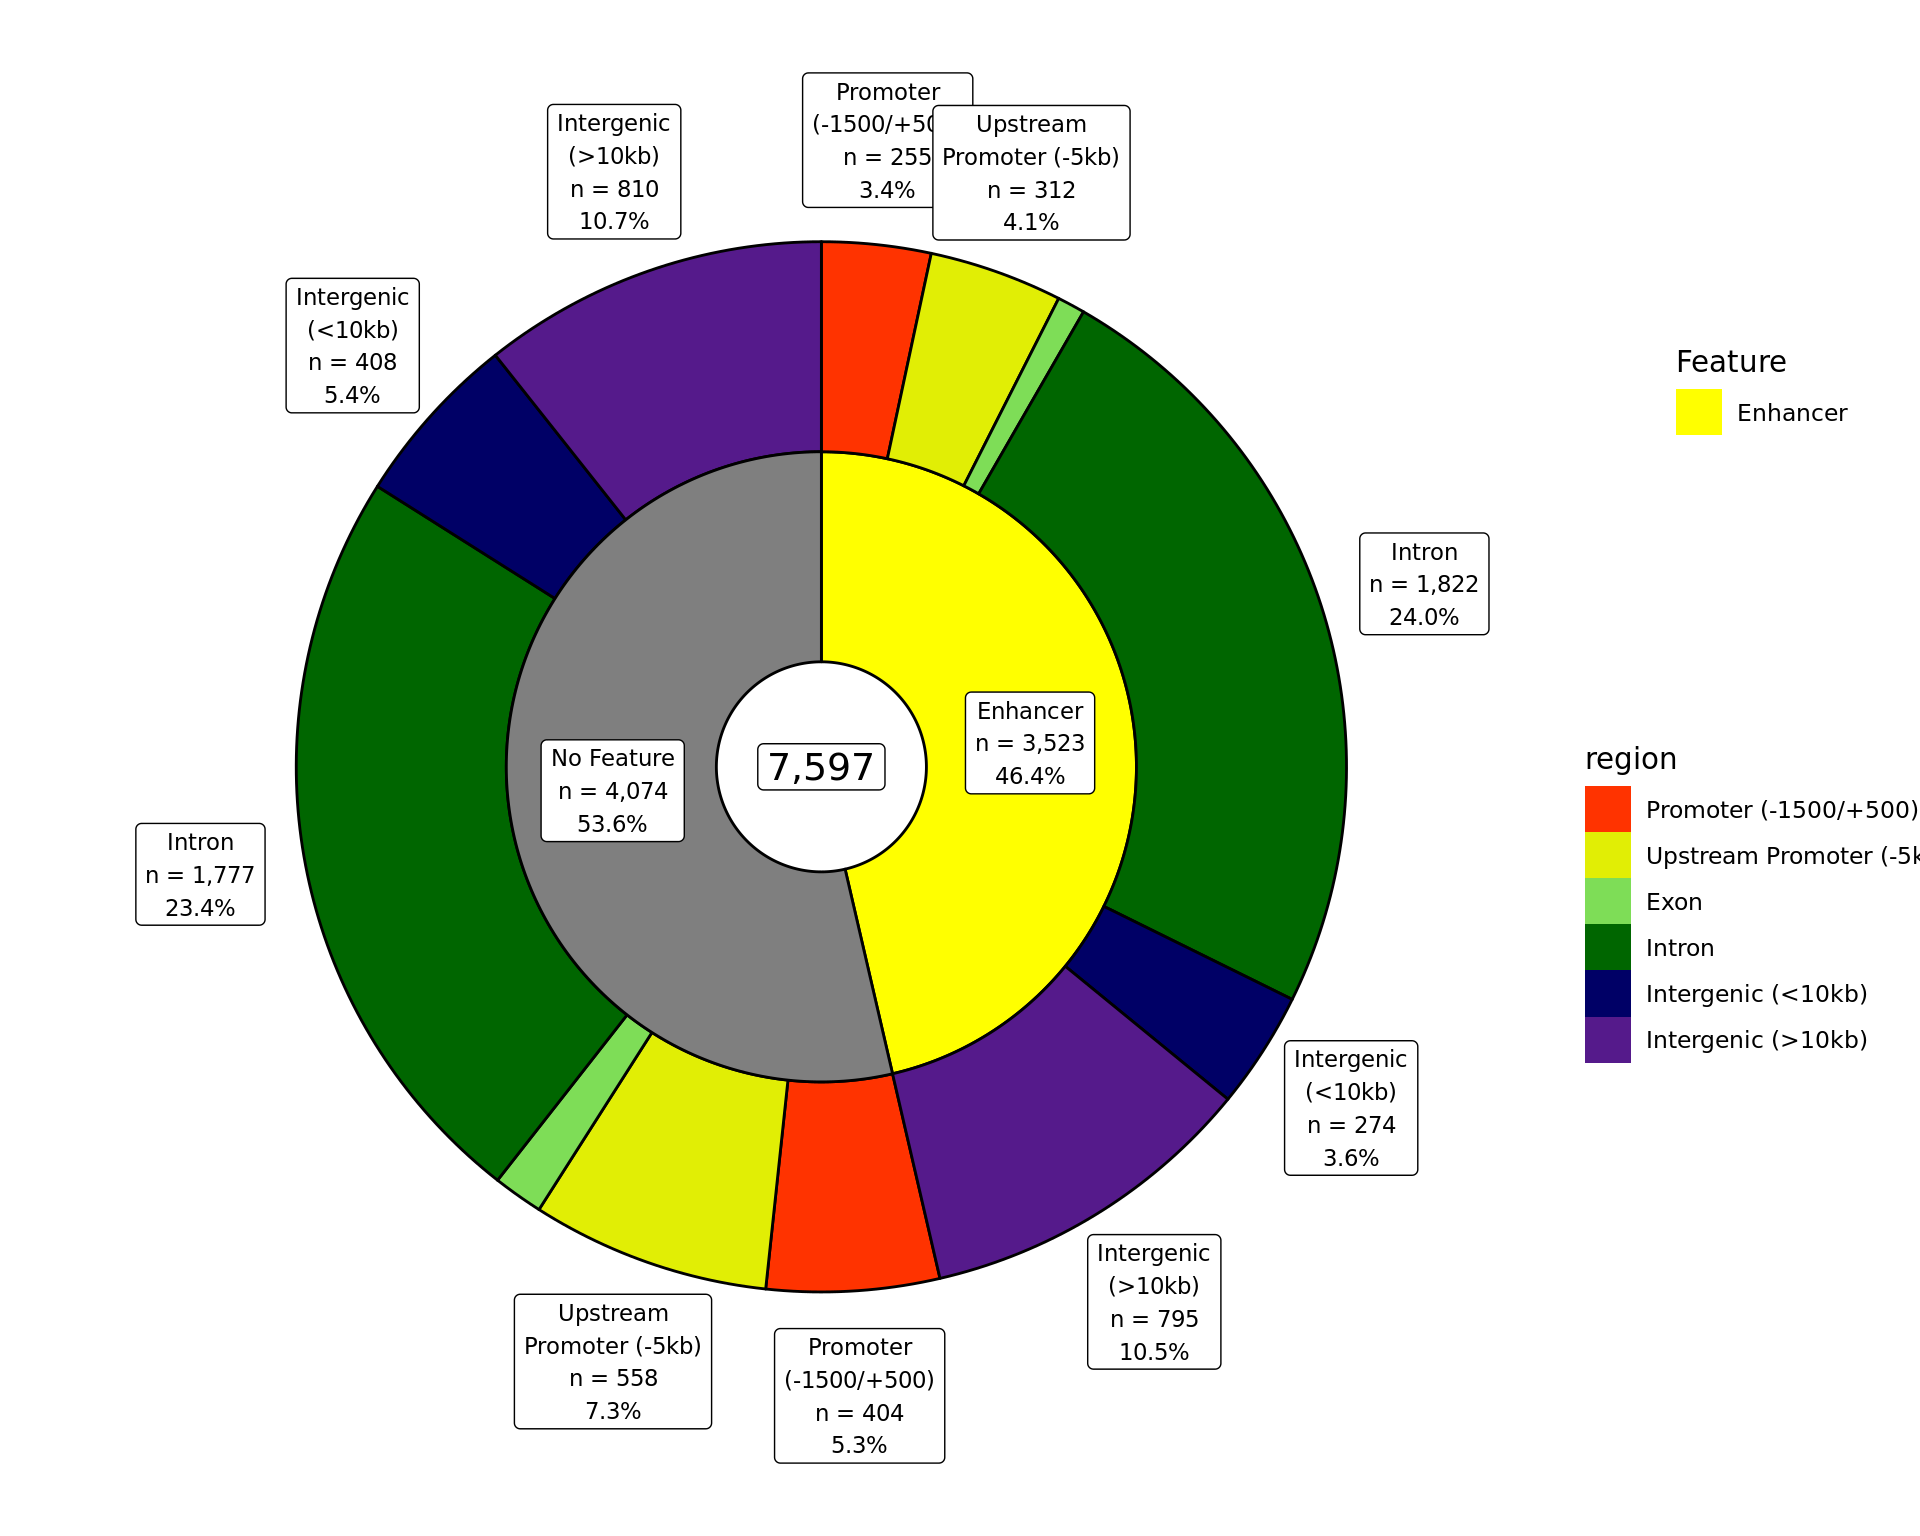 Promoter
(-1500/+50
n = 255
3.4%
Upstream
Promoter (-5kb)
n = 312
4.1%
Intergenic
(>10kb)
n = 810
10.7%
Intergenic
(<10kb)
n = 408
5.4%
Feature
Enhancer
Intron
n = 1,822
24.0%
Enhancer
n = 3,523
46.4%
No Feature
n = 4,074
53.6%
7,597
region
Promoter (-1500/+500)
Upstream Promoter (-5k
Exon
Intron
Intergenic (<10kb)
Intergenic (>10kb)
Intron
n = 1,777
23.4%
Intergenic
(<10kb)
n = 274
3.6%
Intergenic
(>10kb)
n = 795
10.5%
Upstream
Promoter (-5kb)
n = 558
7.3%
Promoter
(-1500/+500)
n = 404
5.3%